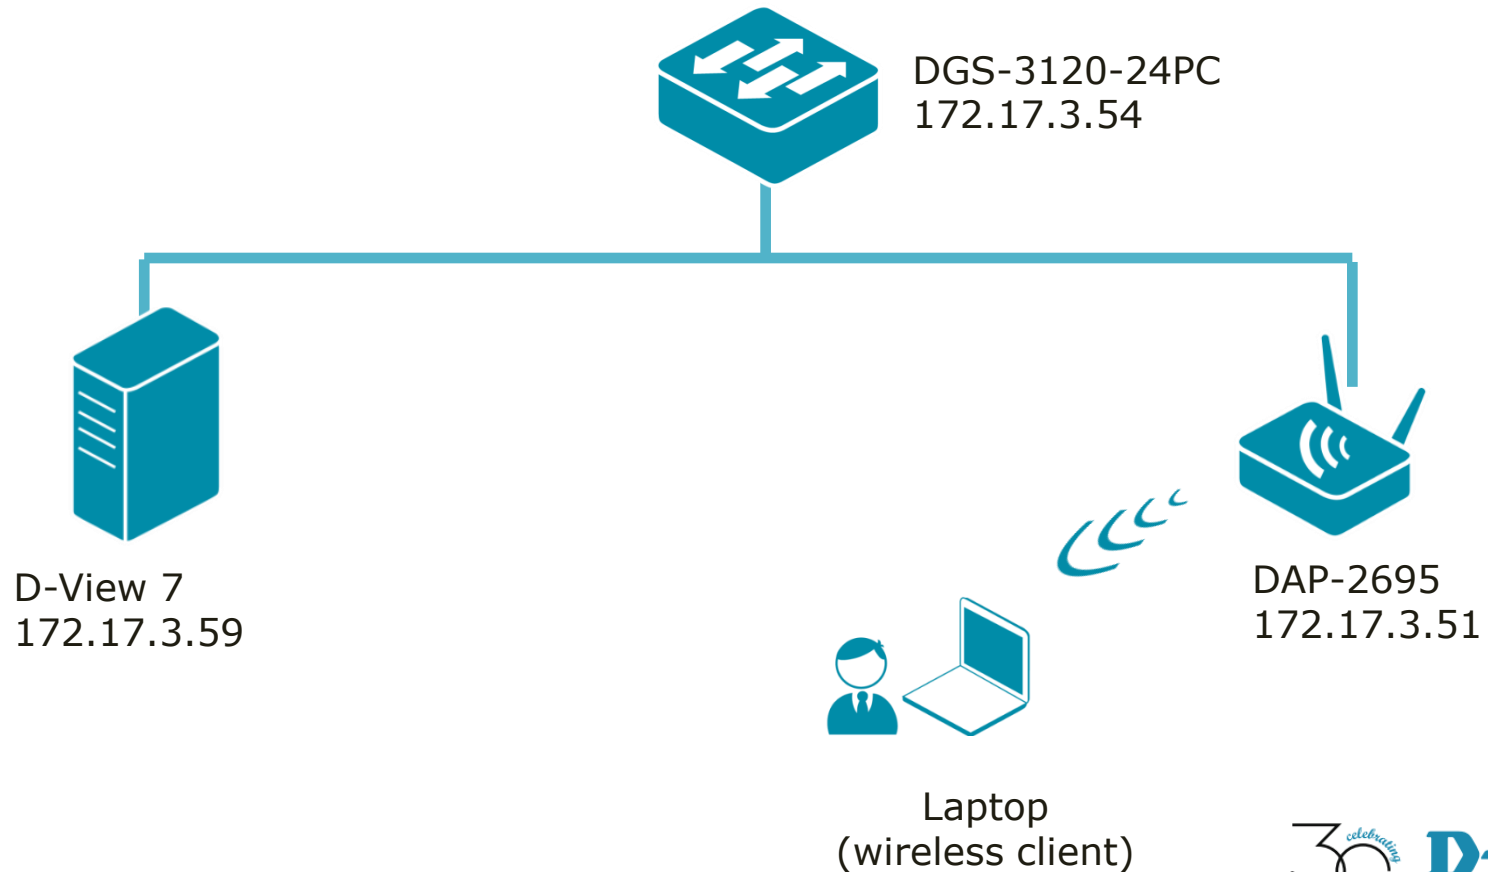 DGS-3120-24PC
172.17.3.54
D-View 7
172.17.3.59
DAP-2695
172.17.3.51
Laptop
(wireless client)
30 celebrating